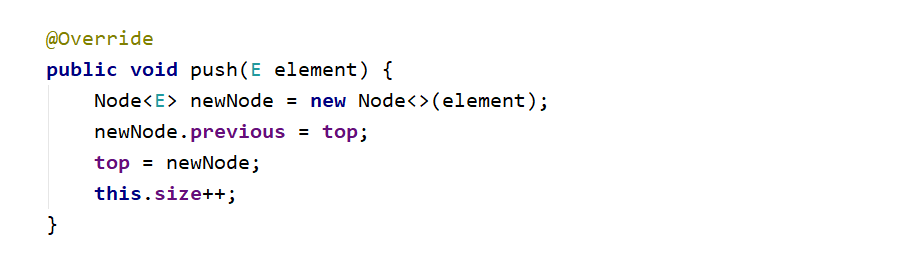 @Override
public void push(E element) {
    Node<E> newNode = new Node<>(element);
    newNode.previous = top;
    top = newNode;
    this.size++;
}